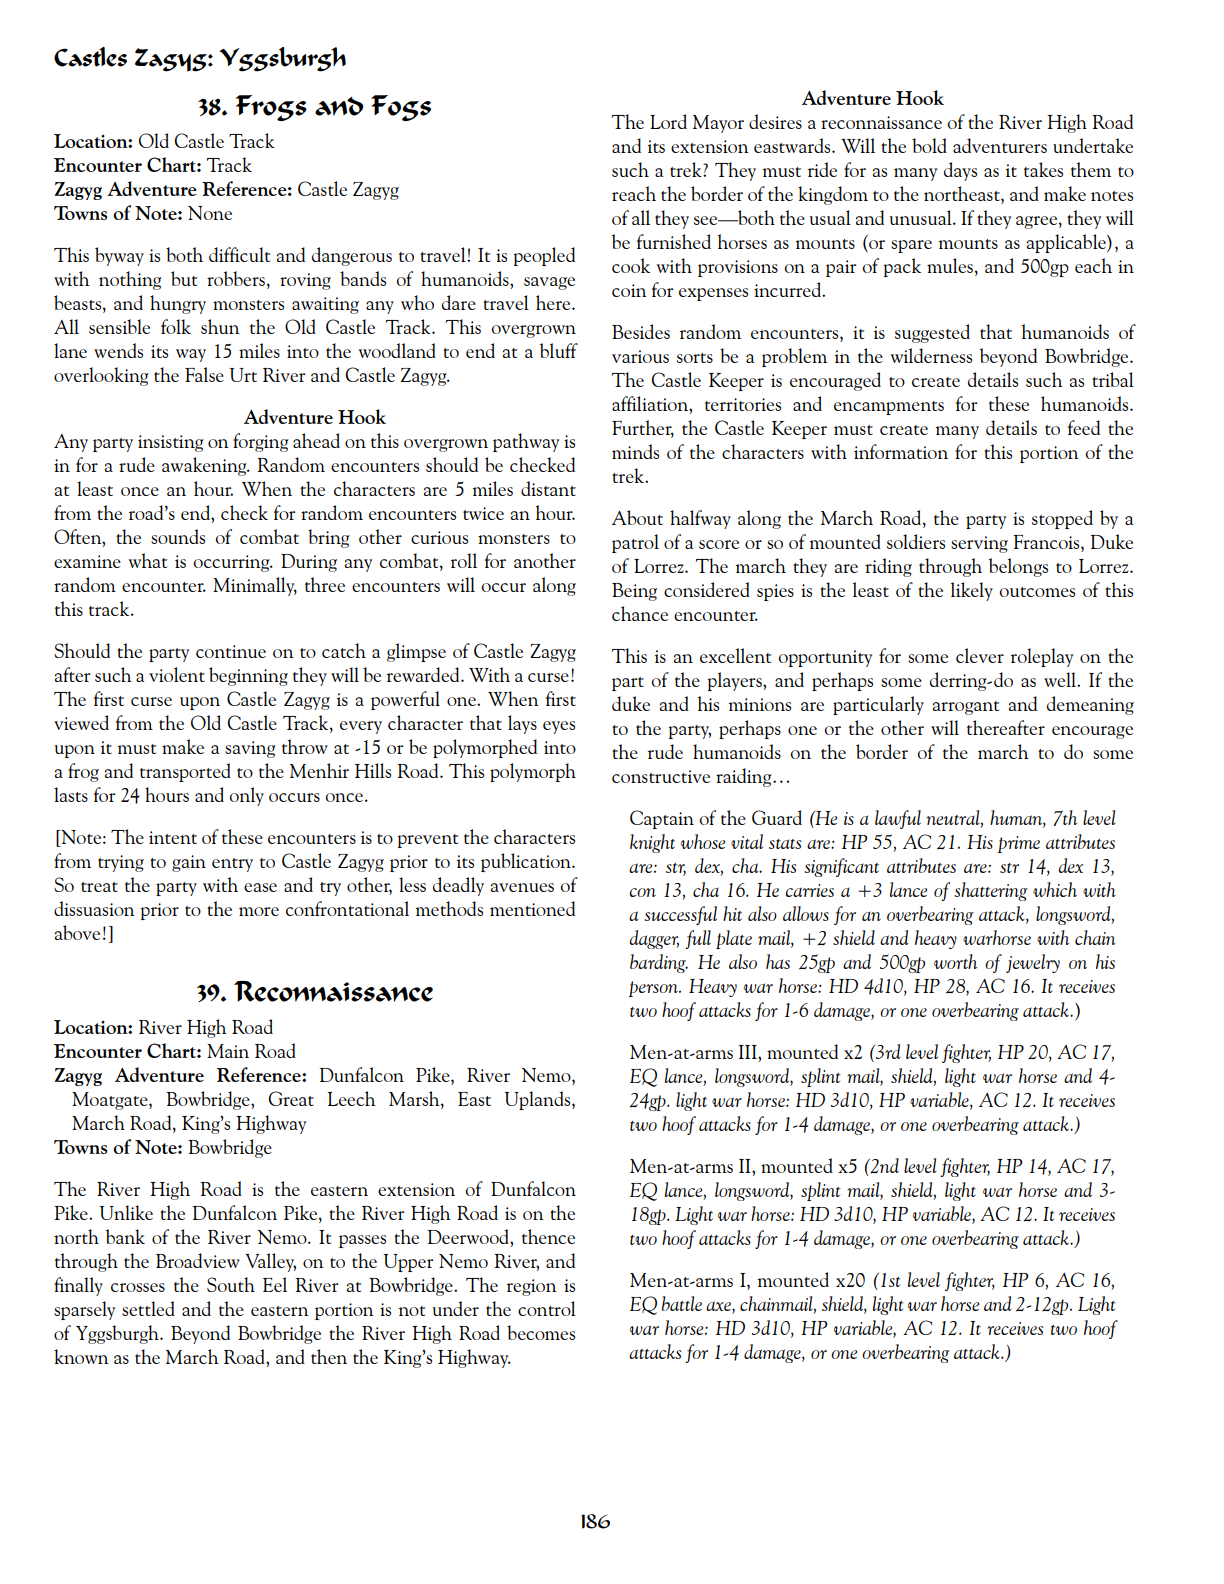 Castles Zagyg: Yggsburgh
38. Frogs and Fogs
Location: Old Castle Track
Encounter Chart: Track
Zagyg Adventure Reference: Castle Zagyg
Towns of Note: None
This byway is both difficult and dangerous to travel! It is peopled
with nothing but robbers, roving bands of humanoids, savage
beasts, and hungry monsters awaiting any who dare travel here.
All sensible folk shun the Old Castle Track. This overgrown
lane wends its way 15 miles into the woodland to end at a bluff
overlooking the False Urt River and Castle Zagyg.
Adventure Hook
Any party insisting on forging ahead on this overgrown pathway is
in for a rude awakening. Random encounters should be checked
at least once an hour. When the characters are 5 miles distant
from the road's end, check for random encounters twice an hour.
Often, the sounds of combat bring other curious monsters to
examine what is occurring. During any combat, roll for another
random encounter. Minimally, three encounters will occur along
this track.
Should the party continue on to catch a glimpse of Castle Zagyg
after such a violent beginning they will be rewarded. With a curse!
The first curse upon Castle Zagyg is a powerful one. When first
viewed from the Old Castle Track, every character that lays eyes
upon it must make a saving throw at -15 or be polymorphed into
a frog and transported to the Menhir Hills Road. This polymorph
lasts for 24 hours and only occurs once.
[Note: The intent of these encounters is to prevent the characters
from trying to gain entry to Castle Zagyg prior to its publication.
So treat the party with ease and try other, less deadly avenues of
dissuasion prior to the more confrontational methods mentioned
above!]
39. Reconnaissance
Location: River High Road
Encounter Chart: Main Road
Zagyg Adventure Reference: Dunfalcon Pike, River Nemo,
Moatgate, Bowbridge, Great Leech Marsh, East Uplands,
March Road, King's Highway
Towns of Note: Bowbridge
The River High Road is the eastern extension of Dunfalcon
Pike. Unlike the Dunfalcon Pike, the River High Road is on the
north bank of the River Nemo. It passes the Deerwood, thence
through the Broadview Valley, on to the Upper Nemo River, and
finally crosses the South Eel River at Bowbridge. The region is
sparsely settled and the eastern portion is not under the control
of Yggsburgh. Beyond Bowbridge the River High Road becomes
known as the March Road, and then the King's Highway.
Adventure Hook
The Lord Mayor desires a reconnaissance of the River High Road
and its extension eastwards. Will the bold adventurers undertake
such a trek? They must ride for as many days as it takes them to
reach the border of the kingdom to the northeast, and make notes
of all they see—both the usual and unusual. If they agree, they will
be furnished horses as mounts (or spare mounts as applicable), a
cook with provisions on a pair of pack mules, and 500gp each in
coin for expenses incurred.
Besides random encounters, it is suggested that humanoids of
various sorts be a problem in the wilderness beyond Bowbridge.
The Castle Keeper is encouraged to create details such as tribal
affiliation, territories and encampments for these humanoids.
Further, the Castle Keeper must create many details to feed the
minds of the characters with information for this portion of the
trek.
About halfway along the March Road, the party is stopped by a
patrol of a score or so of mounted soldiers serving Francois, Duke
of Lorrez. The march they are riding through belongs to Lorrez.
Being considered spies is the least of the likely outcomes of this
chance encounter.
This is an excellent opportunity for some clever roleplay on the
part of the players, and perhaps some derring-do as well. If the
duke and his minions are particularly arrogant and demeaning
to the party, perhaps one or the other will thereafter encourage
the rude humanoids on the border of the march to do some
constructive raiding…
Captain of the Guard (He is a lawful neutral, human, 7th level
knight whose vital stats are: HP 55, AC 21. His prime attributes
are: str, dex, cha. His significant attributes are: str 14, dex 13,
con 13, cha 16. He carries a +3 lance of shattering which with
a successful hit also allows for an overbearing attack, longsword,
dagger, full plate mail, +2 shield and heavy warhorse with chain
barding. He also has 25gp and 500gp worth of jewelry on his
person. Heavy war horse: HD 4d10, HP 28, AC 16. It receives
two hoof attacks for 1-6 damage, or one overbearing attack.)
Men-at-arms III, mounted x2 (3rd level fighter, HP 20, AC 17,
EQ lance, longsword, splint mail, shield, light war horse and 4-
24gp. light war horse: HD 3d10, HP variable, AC 12. It receives
two hoof attacks for 1-4 damage, or one overbearing attack.)
Men-at-arms II, mounted x5 (2nd level fighter, HP 14, AC 17,
EQ lance, longsword, splint mail, shield, light war horse and 3-
18gp. Light war horse: HD 3d10, HP variable, AC 12. It receives
two hoof attacks for 1-4 damage, or one overbearing attack.)
Men-at-arms I, mounted x20 (1st level fighter, HP 6, AC 16,
EQ battle axe, chainmail, shield, light war horse and 2-12gp. Light
war horse: HD 3d10, HP variable, AC 12. It receives two hoof
attacks for 1-4 damage, or one overbearing attack.)
186